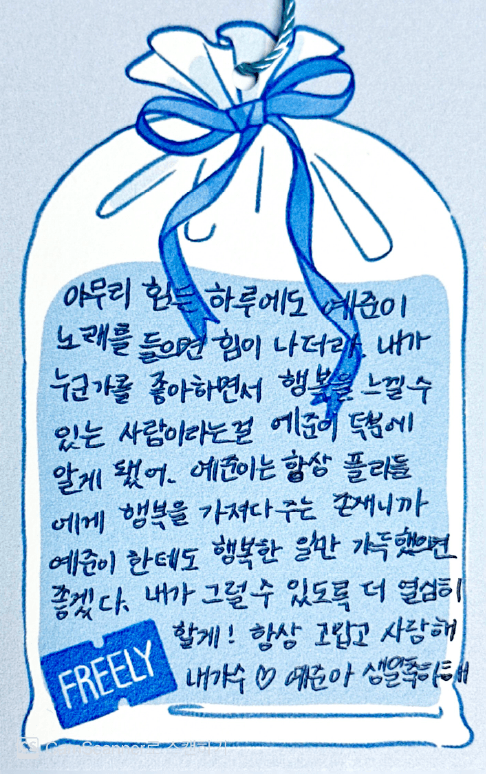 아무리 힘든 하루에도 예준이
노래를 들으면 힘이 나더라. 내가
누군가를 좋아하면서 행복을 느낄 수
있는 사람이라는걸 예준이 덕분에
알게 됐어. 예준이는 항상 플리들
에게 행복을 가져다 주는 존재니까
예준이 한테도 행복한 일만 가득했으면
좋겠다. 내가 그럴 수 있도록 더 열심히
할게! 항상 고맙고 사랑해
내가수 ♡ 예준아 생일축하해
FREELY